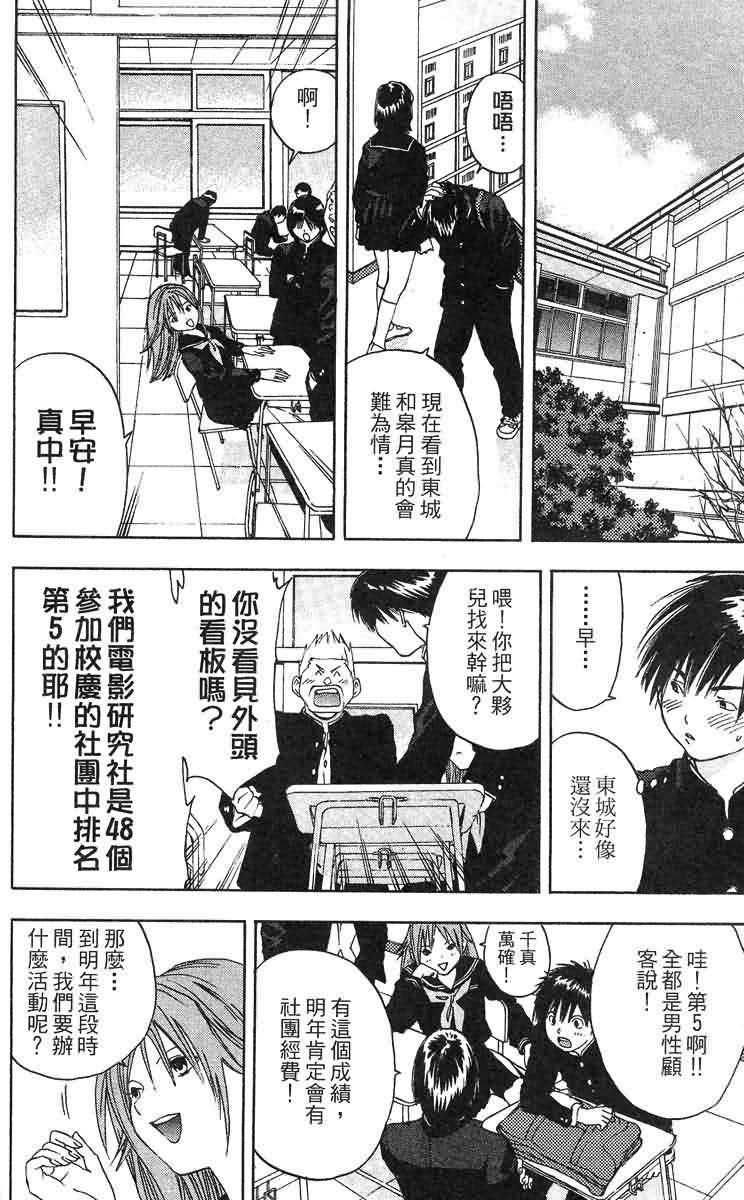 唔唔…
現在看到東城
和皋月真的會
難為情…
啊！
早安！
真中!!
……早…
東城好像
還沒來…
喂！你把大夥
兒找來幹嘛？
你沒看見外頭
的看板嗎？
我們電影研究社是48個
參加校慶的社團中排名
第5的耶!!
哇！第5啊!!
全都是男性顧
客說！
千真
萬確！
有這個成績，
明年肯定會有
社團經費！
那麼…
到明年這段時
間，我們要辦
什麼活動呢？